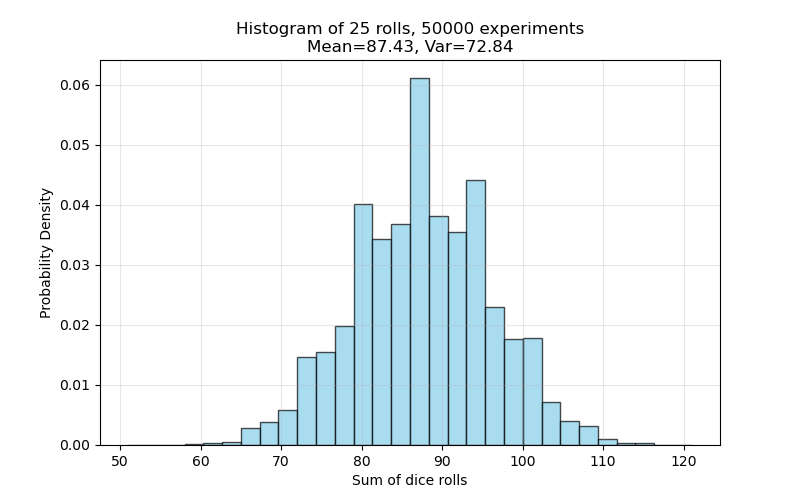 Histogram of 25 rolls, 50000 experiments
Mean=87.43, Var=72.84
Probability Density
0.06
0.05
0.04
0.03
0.02
0.01
0.00
50 60 70 80 90 100 110 120
Sum of dice rolls